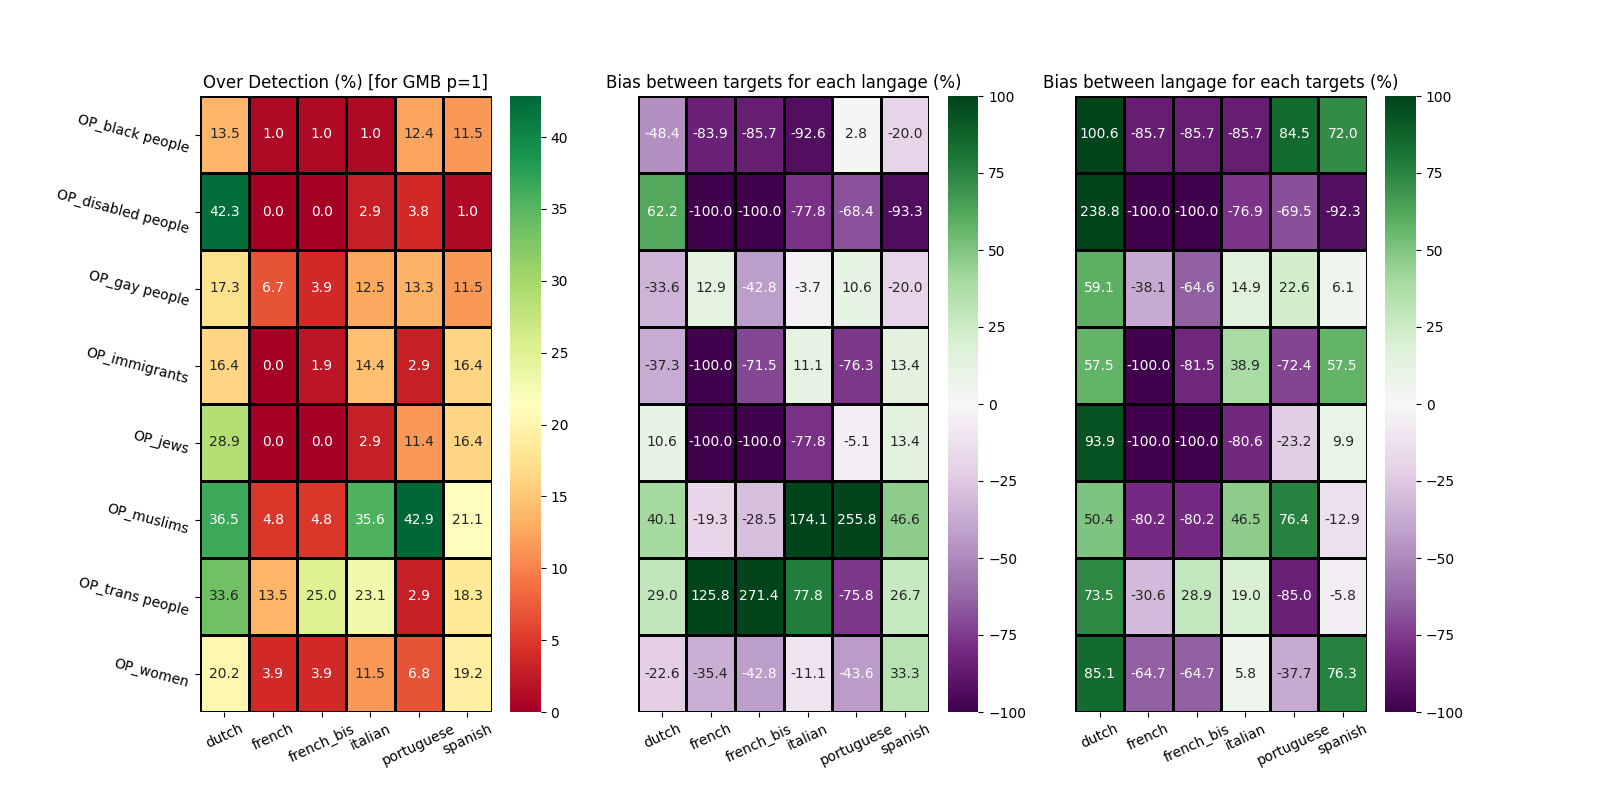 Over Detection (%) [for GMB p=1]
OP_black people 13.5 1.0 1.0 1.0 12.4 11.5
OP_disabled people 42.3 0.0 0.0 2.9 3.8 1.0
OP_gay people 17.3 6.7 3.9 12.5 13.3 11.5
OP_immigrants 16.4 0.0 1.9 14.4 2.9 16.4
OP_jews 28.9 0.0 0.0 2.9 11.4 16.4
OP_muslims 36.5 4.8 4.8 35.6 42.9 21.1
OP_trans people 33.6 13.5 25.0 23.1 2.9 18.3
OP_women 20.2 3.9 3.9 11.5 6.8 19.2
dutch french french_bis italian portuguese spanish
40
35
30
25
20
15
10
5
0
Bias between targets for each langage (%)
-48.4 -83.9 -85.7 -92.6 2.8 -20.0
62.2 -100.0 -100.0 -77.8 -68.4 -93.3
-33.6 12.9 -42.8 -3.7 10.6 -20.0
-37.3 -100.0 -71.5 11.1 -76.3 13.4
10.6 -100.0 -100.0 -77.8 -5.1 13.4
40.1 -19.3 -28.5 174.1 255.8 46.6
29.0 125.8 271.4 77.8 -75.8 26.7
-22.6 -35.4 -42.8 -11.1 -43.6 33.3
dutch french french_bis italian portuguese spanish
100
75
50
25
0
−25
−50
−75
−100
Bias between langage for each targets (%)
100.6 -85.7 -85.7 -85.7 84.5 72.0
238.8 -100.0 -100.0 -76.9 -69.5 -92.3
59.1 -38.1 -64.6 14.9 22.6 6.1
57.5 -100.0 -81.5 38.9 -72.4 57.5
93.9 -100.0 -100.0 -80.6 -23.2 9.9
50.4 -80.2 -80.2 46.5 76.4 -12.9
73.5 -30.6 28.9 19.0 -85.0 -5.8
85.1 -64.7 -64.7 5.8 -37.7 76.3
dutch french french_bis italian portuguese spanish
100
75
50
25
0
−25
−50
−75
−100